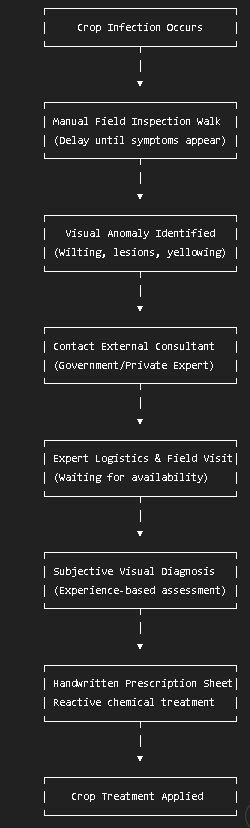 Crop Infection Occurs
Manual Field Inspection Walk
(Delay until symptoms appear)
Visual Anomaly Identified
(Wilting, lesions, yellowing)
Contact External Consultant
(Government/Private Expert)
Expert Logistics & Field Visit
(Waiting for availability)
Subjective Visual Diagnosis
(Experience-based assessment)
Handwritten Prescription Sheet
Reactive chemical treatment
Crop Treatment Applied